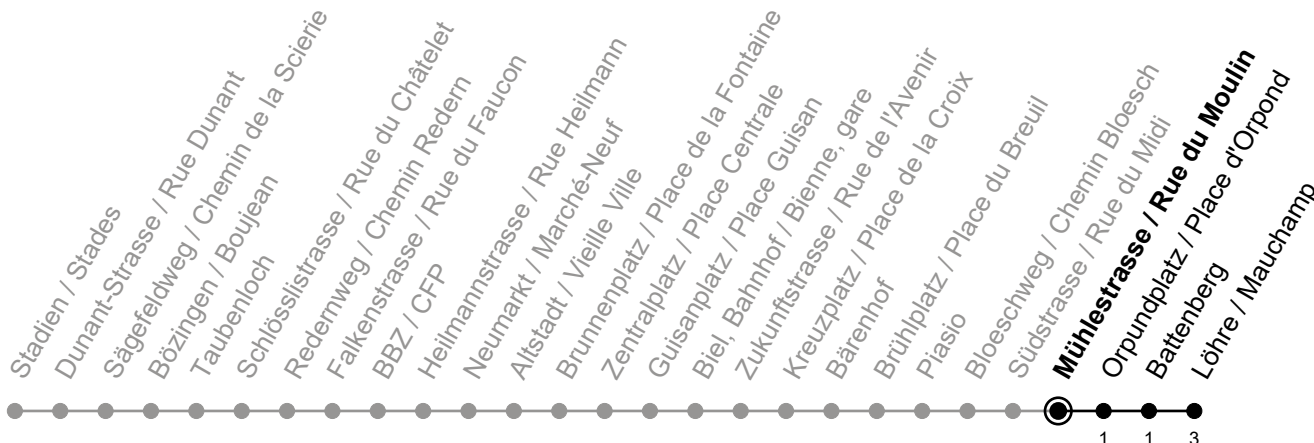 Stadien / Stades
Dunant-Strasse / Rue Dunant
Sägefeldweg / Chemin de la Scierie
Bözingen / Boujean
Taubenloch
Schlösslistrasse / Rue du Châtelet
Redernweg / Chemin Redern
Falkenstrasse / Rue du Faucon
BBZ / CFP
Heilmannstrasse / Rue Heilmann
Neumarkt / Marché-Neuf
Altstadt / Vieille Ville
Brunnenplatz / Place de la Fontaine
Zentralplatz / Place Centrale
Guisanplatz / Place Guisan
Biel, Bahnhof / Bienne, gare
Zukunftstrasse / Rue de l'Avenir
Kreuzplatz / Place de la Croix
Bärenhof
Brühlplatz / Place du Breuil
Piasio
Bloeschweg / Chemin Bloesch
Südstrasse / Rue du Midi
Mühlestrasse / Rue du Moulin
Orpundplatz / Place d'Orpond
Battenberg
Löhre / Mauchamp
1 1 3